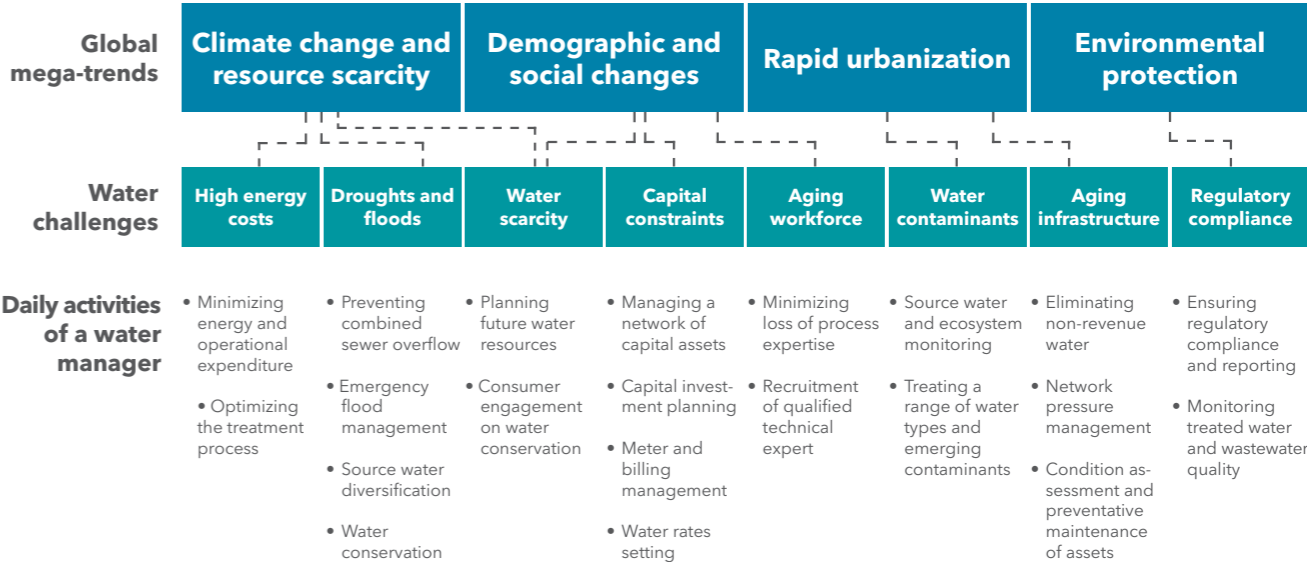 Global
mega-trends
Climate change and
resource scarcity
Demographic and
social changes
Rapid urbanization
Environmental
protection
Water
challenges
High energy
costs
Droughts and
floods
Water
scarcity
Capital
constraints
Aging
workforce
Water
contaminants
Aging
infrastructure
Regulatory
compliance
Daily activities
of a water
manager
• Minimizing
energy and
operational
expenditure
• Optimizing
the treatment
process
• Preventing
combined
sewer overflow
• Emergency
flood
management
• Source water
diversification
• Water
conservation
• Planning
future water
resources
• Consumer
engagement
on water
conservation
• Managing a
network of
capital assets
• Capital invest-
ment planning
• Meter and
billing
management
• Water rates
setting
• Minimizing
loss of process
expertise
• Recruitment
of qualified
technical
expert
• Source water
and ecosystem
monitoring
• Treating a
range of water
types and
emerging
contaminants
• Eliminating
non-revenue
water
• Network
pressure
management
• Condition as-
sessment and
preventative
maintenance
of assets
• Ensuring
regulatory
compliance
and reporting
• Monitoring
treated water
and wastewater
quality